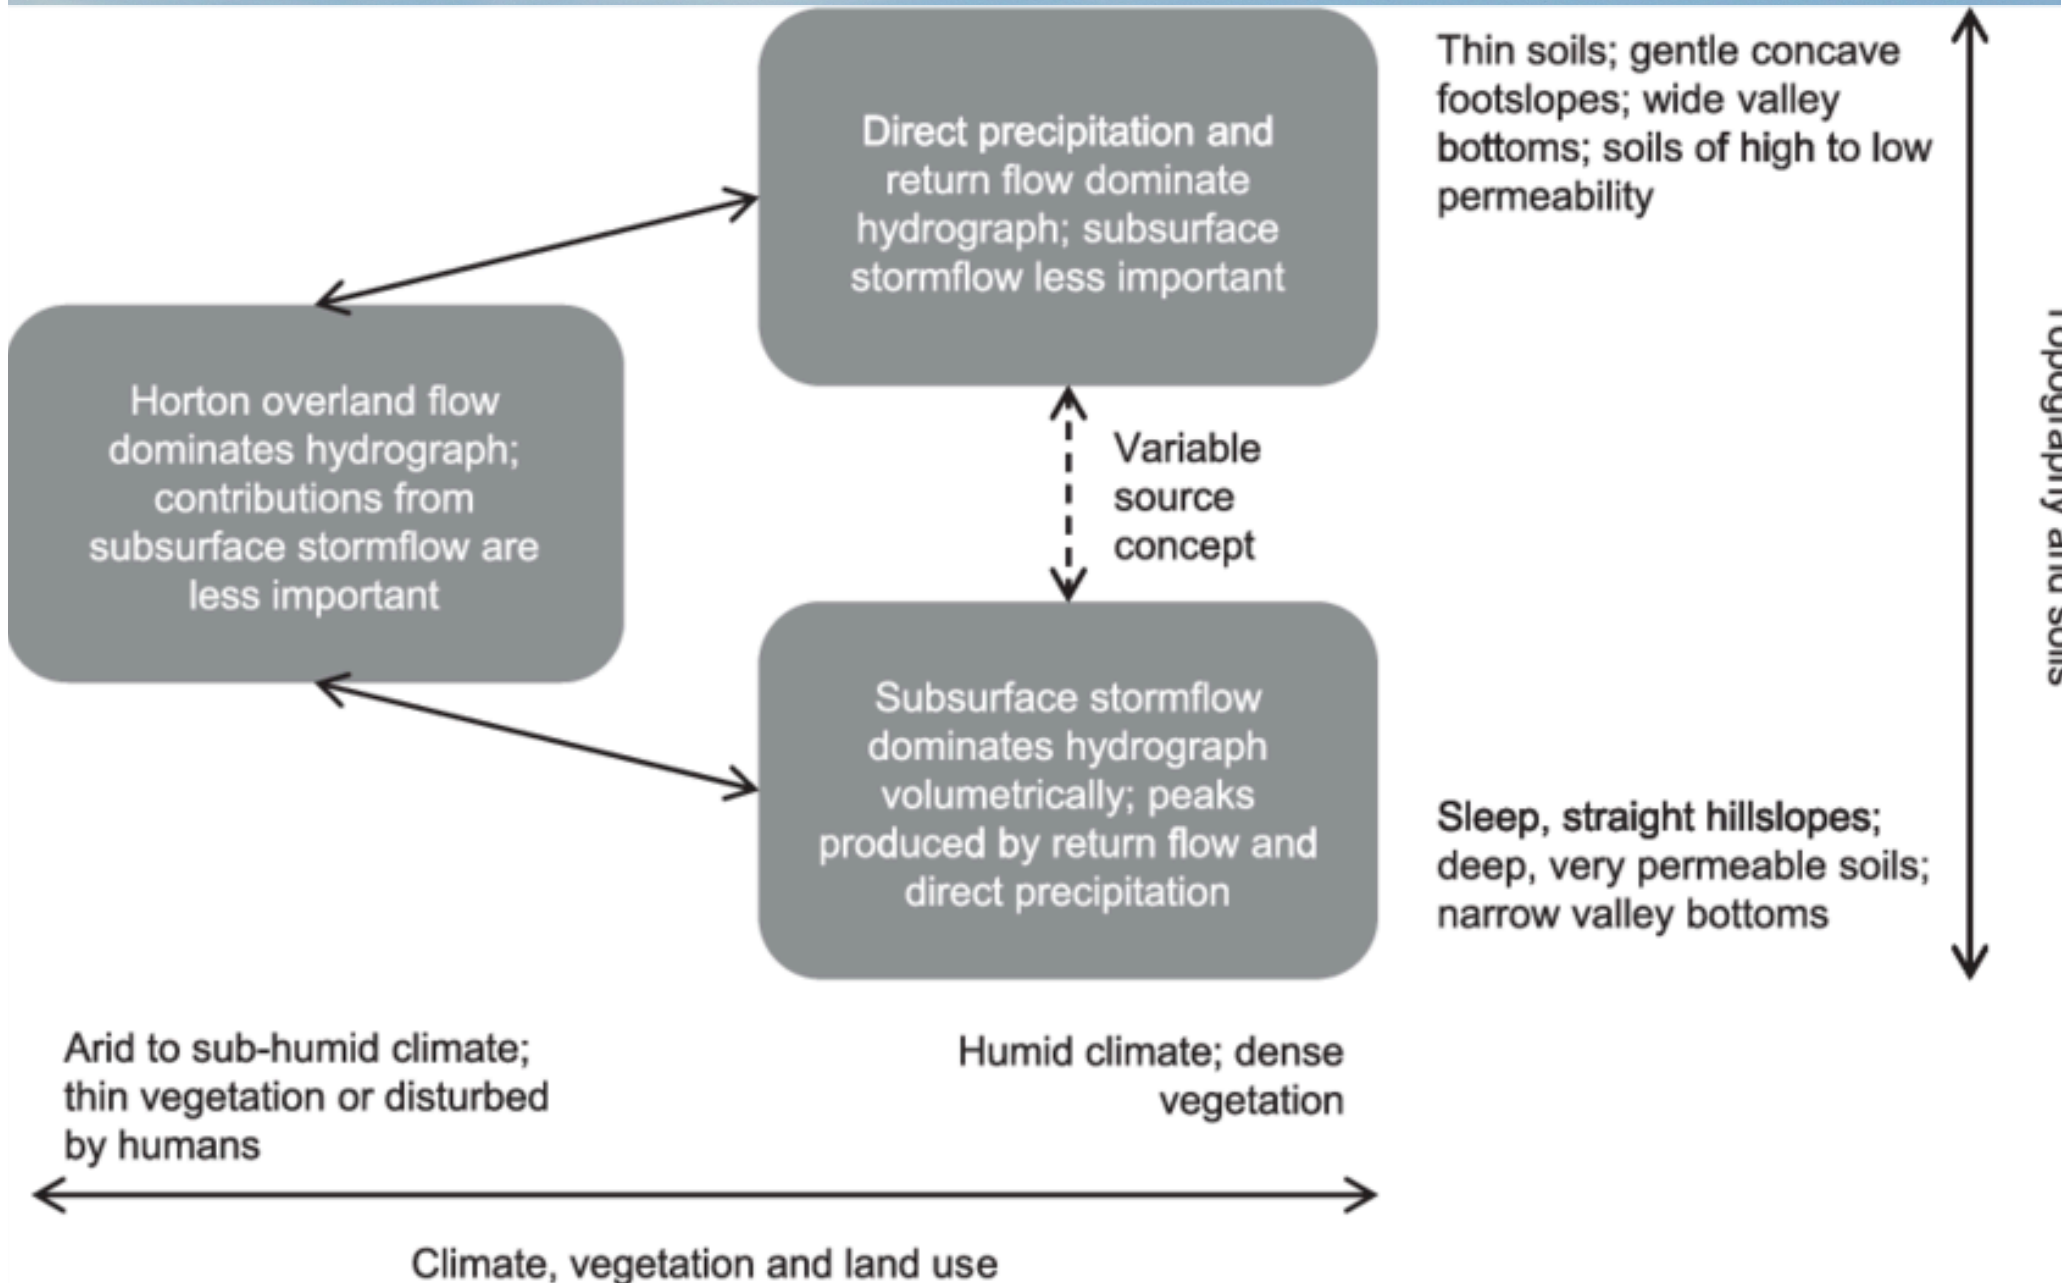 Thin soils; gentle concave
footslopes; wide valley
bottoms; soils of high to low
permeability
Direct precipitation and
return flow dominate
hydrograph; subsurface
stormflow less important
Horton overland flow
dominates hydrograph;
contributions from
subsurface stormflow are
less important
Variable
source
concept
Topography and soils
Subsurface stormflow
dominates hydrograph
volumetrically; peaks
produced by return flow and
direct precipitation
Sleep, straight hillslopes;
deep, very permeable soils;
narrow valley bottoms
Arid to sub-humid climate;
thin vegetation or disturbed
by humans
Humid climate; dense
vegetation
Climate, vegetation and land use